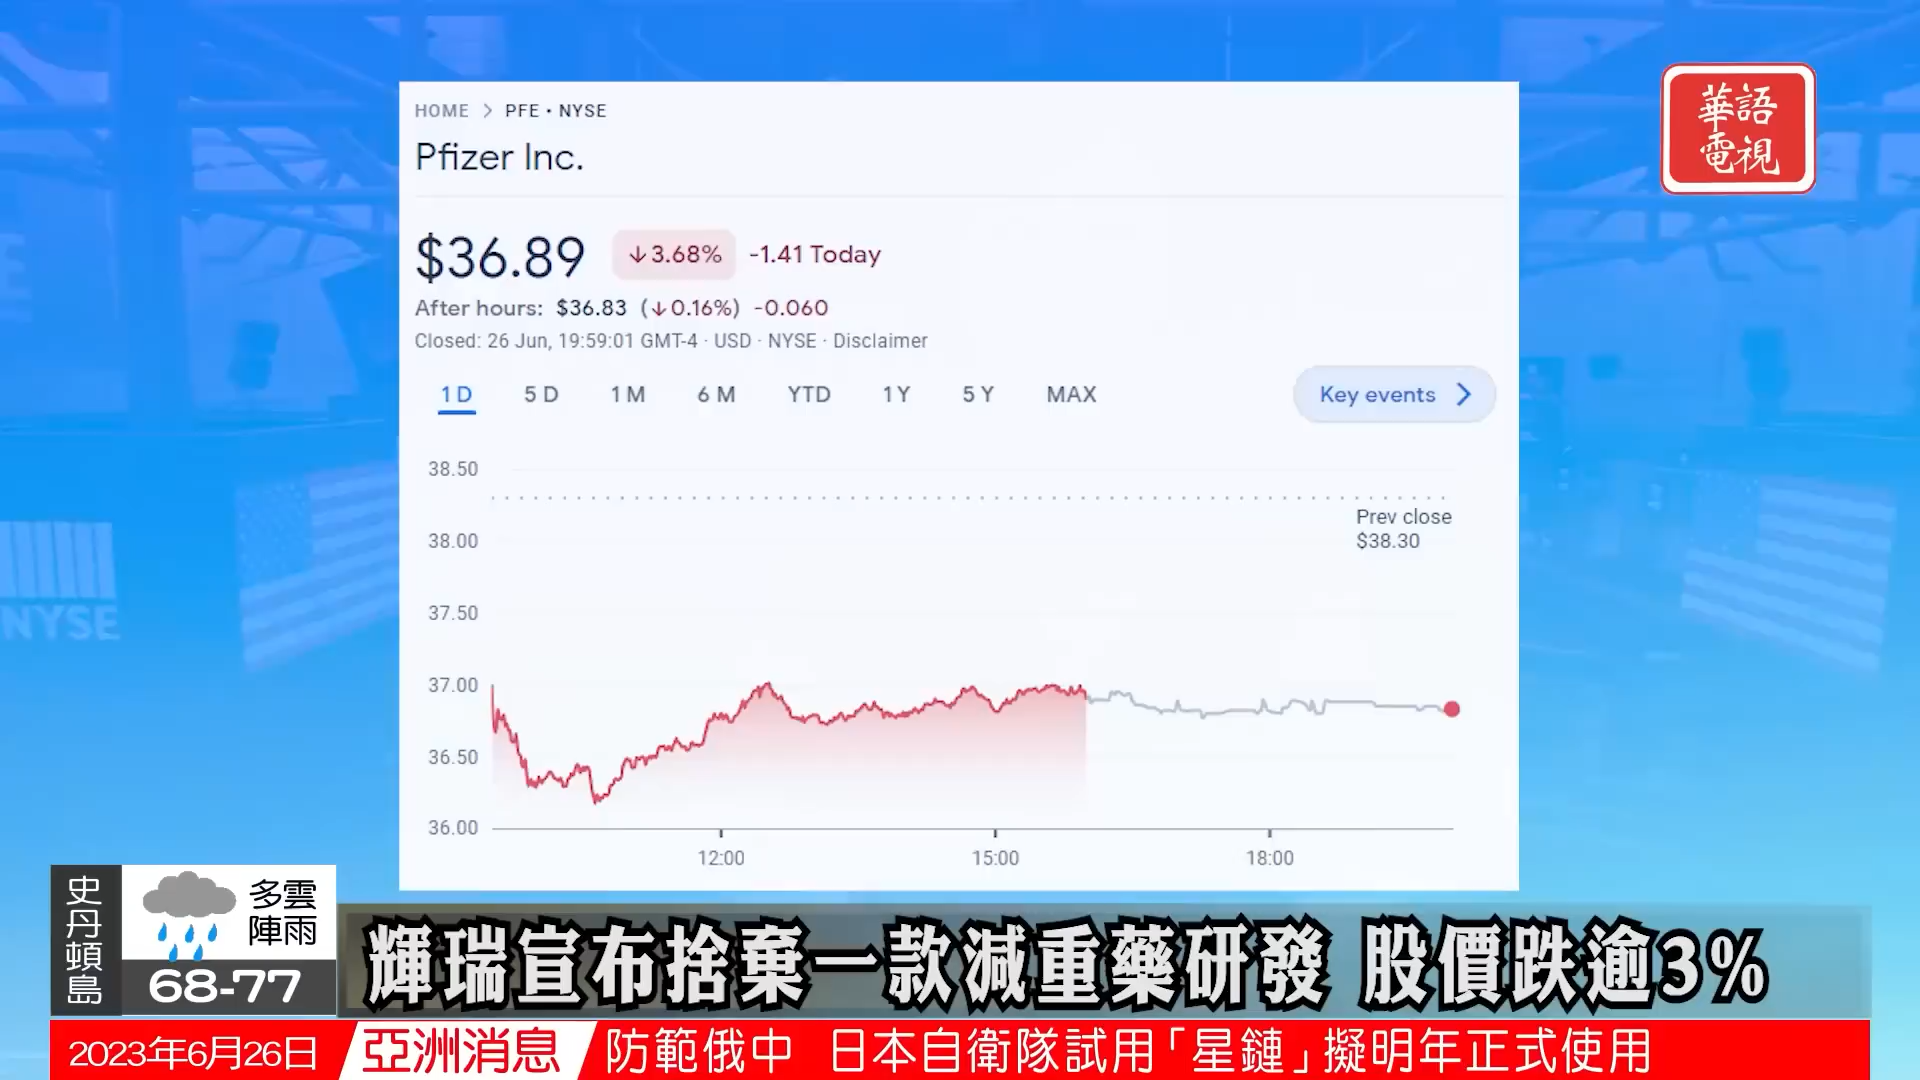 HOME > PFE • NYSE
Pfizer Inc.
$36.89 ↓3.68% -1.41 Today
After hours: $36.83 (↓0.16%) -0.060
Closed: 26 Jun, 19:59:01 GMT-4 · USD · NYSE · Disclaimer
1D 5D 1M 6M YTD 1Y 5Y MAX
Key events >
38.50
38.00
37.50
37.00
36.50
36.00
Prev close
$38.30
12:00 15:00 18:00
華語
電視
NYSE
史丹頓島
多雲
陣雨
68-77
輝瑞宣布捨棄一款減重藥研發 股價跌逾3%
2023年6月26日 亞洲消息 防範俄中 日本自衛隊試用「星鏈」擬明年正式使用